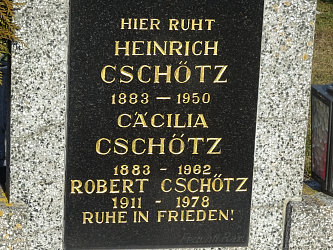 HIER RUHT
HEINRICH
CSCHÖTZ
1883 — 1950
CÄCILIA
CSCHÖTZ
1883 - 1962
ROBERT CSCHÖTZ
1911 - 1978
RUHE IN FRIEDEN!